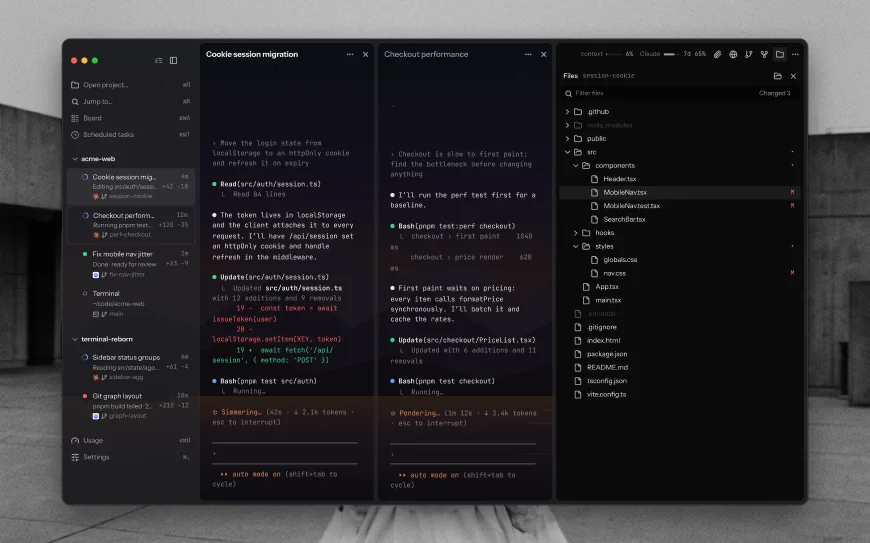 Open project...
Jump to...
Board
Scheduled tasks
acme-web
Cookie session mig... 4m
Editing src/auth/sess... +42 -18
session-cookie
Checkout perform... 12m
Running pnpm test...
perf-checkout
Fix mobile nav jitter 2m
Done: ready for review +23 -9
fix-nav-jitter
Terminal
~/code/acme-web
main
terminal-reborn
Sidebar status groups 6m
Reading src/state/age... +61 -4
sidebar-agg
Git graph layout 18m
pnpm build failed: 2... +210 -12
graph-layout
Usage
Settings
Cookie session migration
› Move the login state from
localStorage to an httpOnly cookie
and refresh it on expiry
Read(src/auth/session.ts)
Read 84 lines
The token lives in localStorage
and the client attaches it to every
request. I'll have /api/session set
an httpOnly cookie and handle
refresh in the middleware.
Update(src/auth/session.ts)
Updated src/auth/session.ts
with 12 additions and 9 removals
19 - const token = await
issueToken(user)
20 -
localStorage.setItem(KEY, token)
19 + await fetch('/api/
session', { method: 'POST' })
Bash(pnpm test src/auth)
Running…
Simmering… (42s · ↓ 2.1k tokens ·
esc to interrupt)
›
auto mode on (shift+tab to
cycle)
Checkout performance
› Checkout is slow to first paint;
find the bottleneck before changing
anything
I'll run the perf test first for a
baseline.
Bash(pnpm test:perf checkout)
checkout › first paint 1840
ms
checkout › price render 620
ms
First paint waits on pricing:
every item calls formatPrice
synchronously. I'll batch it and
cache the rates.
Update(src/checkout/PriceList.tsx)
Updated with 6 additions and 11
removals
Bash(pnpm test checkout)
Running…
Pondering… (1m 12s · ↓ 3.4k tokens
· esc to interrupt)
›
auto mode on (shift+tab to
cycle)
context 6% Claude 7d 65%
Files session-cookie
Filter files Changed 3
.github
node_modules
public
src
components
Header.tsx
MobileNav.tsx M
MobileNav.test.tsx M
SearchBar.tsx
hooks
styles
globals.css
nav.css M
App.tsx
main.tsx
.env.local
.gitignore
index.html
package.json
README.md
tsconfig.json
vite.config.ts